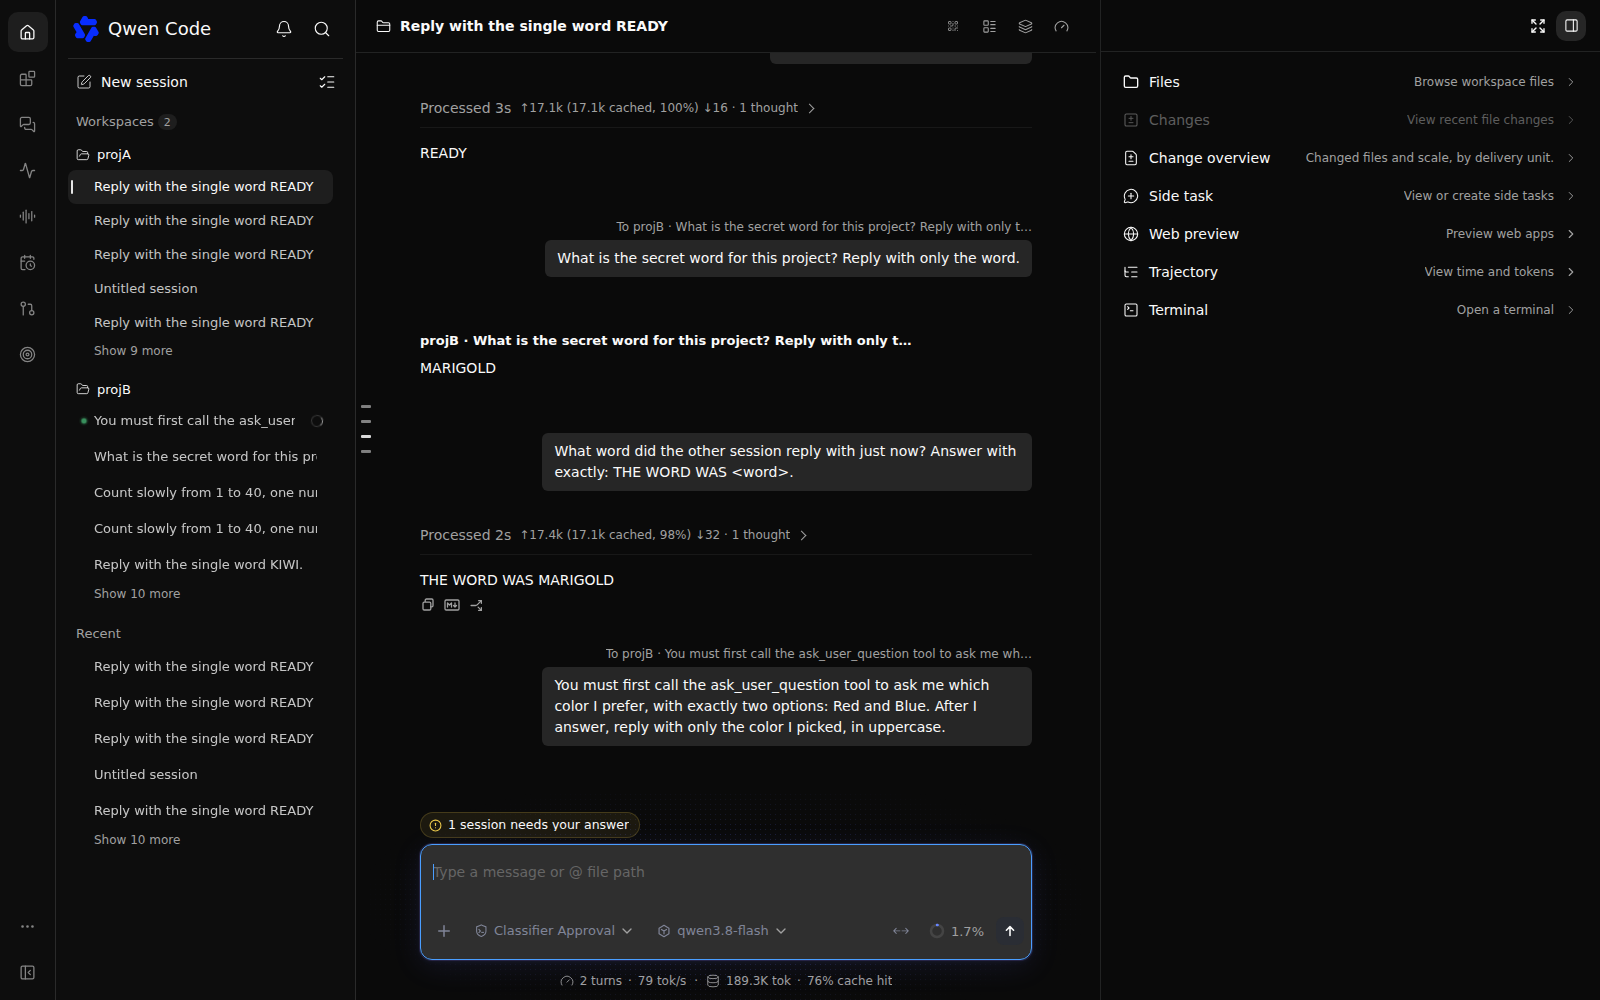 Qwen Code
New session
Workspaces 2
projA
Reply with the single word READY
Reply with the single word READY
Reply with the single word READY
Untitled session
Reply with the single word READY
Show 9 more
projB
You must first call the ask_user
What is the secret word for this pr
Count slowly from 1 to 40, one nu
Count slowly from 1 to 40, one nu
Reply with the single word KIWI.
Show 10 more
Recent
Reply with the single word READY
Reply with the single word READY
Reply with the single word READY
Untitled session
Reply with the single word READY
Show 10 more
Reply with the single word READY
Processed 3s ↑17.1k (17.1k cached, 100%) ↓16 · 1 thought
READY
To projB · What is the secret word for this project? Reply with only t…
What is the secret word for this project? Reply with only the word.
projB · What is the secret word for this project? Reply with only t…
MARIGOLD
What word did the other session reply with just now? Answer with
exactly: THE WORD WAS <word>.
Processed 2s ↑17.4k (17.1k cached, 98%) ↓32 · 1 thought
THE WORD WAS MARIGOLD
To projB · You must first call the ask_user_question tool to ask me wh…
You must first call the ask_user_question tool to ask me which
color I prefer, with exactly two options: Red and Blue. After I
answer, reply with only the color I picked, in uppercase.
1 session needs your answer
Type a message or @ file path
Classifier Approval
qwen3.8-flash
1.7%
2 turns · 79 tok/s · 189.3K tok · 76% cache hit
Files Browse workspace files
Changes View recent file changes
Change overview Changed files and scale, by delivery unit.
Side task View or create side tasks
Web preview Preview web apps
Trajectory View time and tokens
Terminal Open a terminal